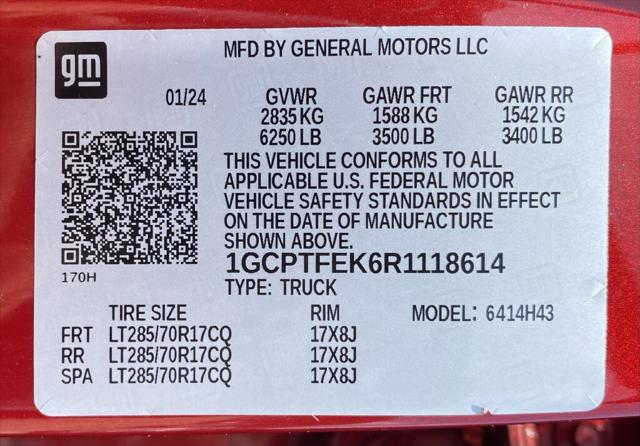 gm
MFD BY GENERAL MOTORS LLC
01/24 GVWR GAWR FRT GAWR RR
2835 KG 1588 KG 1542 KG
6250 LB 3500 LB 3400 LB
THIS VEHICLE CONFORMS TO ALL
APPLICABLE U.S. FEDERAL MOTOR
VEHICLE SAFETY STANDARDS IN EFFECT
ON THE DATE OF MANUFACTURE
SHOWN ABOVE.
170H
1GCPTFEK6R1118614
TYPE: TRUCK
TIRE SIZE RIM MODEL: 6414H43
FRT LT285/70R17CQ 17X8J
RR LT285/70R17CQ 17X8J
SPA LT285/70R17CQ 17X8J